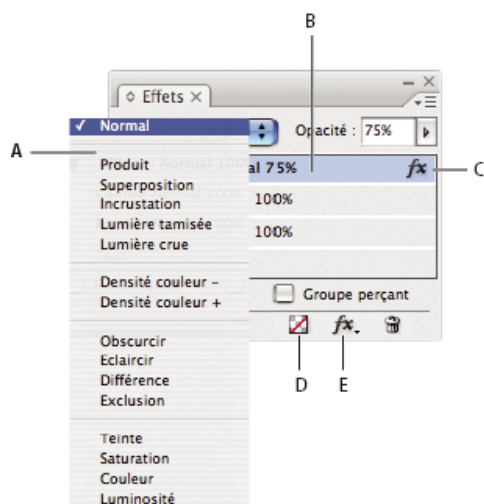 B
Effets
Normal
Opacité : 75%
A
al 75%
fx
C
Produit
Superposition
100%
Incrustation
Lumière tamisée
100%
Lumière crue
Densité couleur –
Groupe perçant
Densité couleur +
fx.
Obscurcir
Eclaircir
D
E
Différence
Exclusion
Teinte
Saturation
Couleur
Luminosité